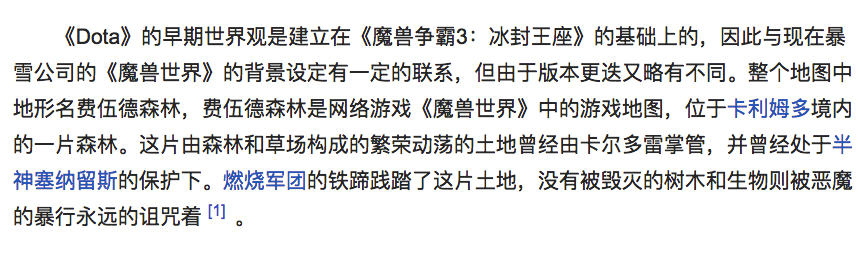 《Dota》的早期世界观是建立在《魔兽争霸3：冰封王座》的基础上的，因此与现在暴
雪公司的《魔兽世界》的背景设定有一定的联系，但由于版本更迭又略有不同。整个地图中
地形名费伍德森林，费伍德森林是网络游戏《魔兽世界》中的游戏地图，位于卡利姆多境内
的一片森林。这片由森林和草场构成的繁荣动荡的土地曾经由卡尔多雷掌管，并曾经处于半
神塞纳留斯的保护下。燃烧军团的铁蹄践踏了这片土地，没有被毁灭的树木和生物则被恶魔
的暴行永远的诅咒着 [1] 。